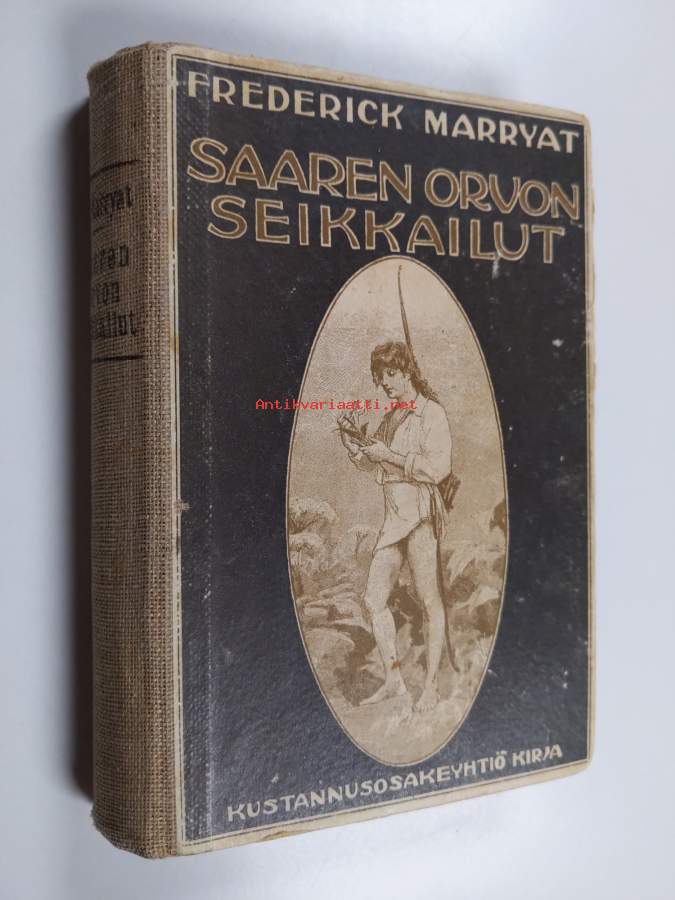 FREDERICK MARRYAT
SAAREN ORVON
SEIKKAILUT
Antikvariaatti.net
KUSTANNUSOSAKEYHTIÖ KIRJA